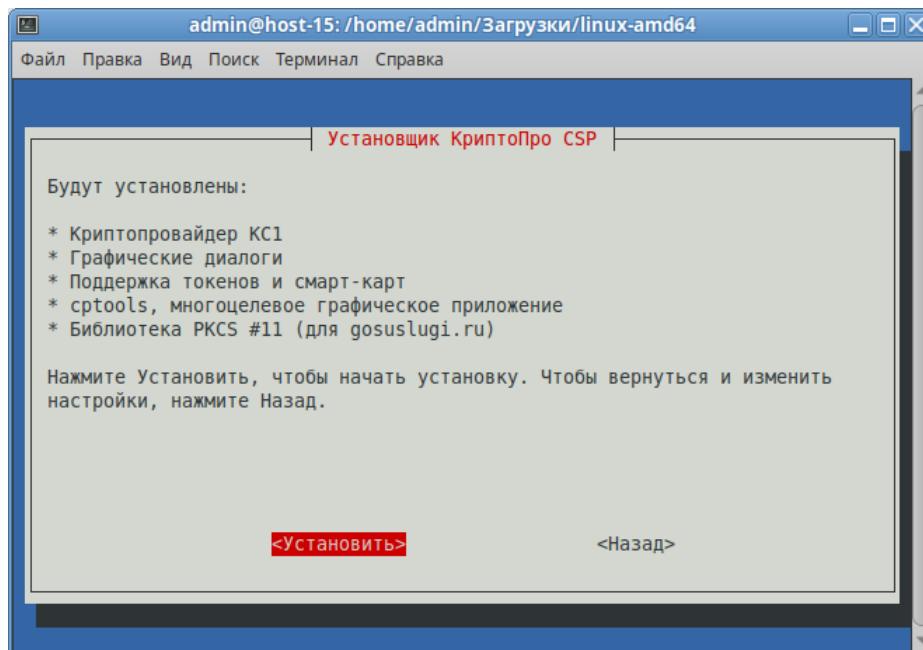 admin@host-15: /home/admin/Загрузки/linux-amd64
Файл Правка Вид Поиск Терминал Справка
Установщик КриптоПро CSP
Будут установлены:
* Криптопровайдер КС1
* Графические диалоги
* Поддержка токенов и смарт-карт
* cptools, многоцелевое графическое приложение
* Библиотека PKCS #11 (для gosuslugi.ru)
Нажмите Установить, чтобы начать установку. Чтобы вернуться и изменить
настройки, нажмите Назад.
<Установить> <Назад>